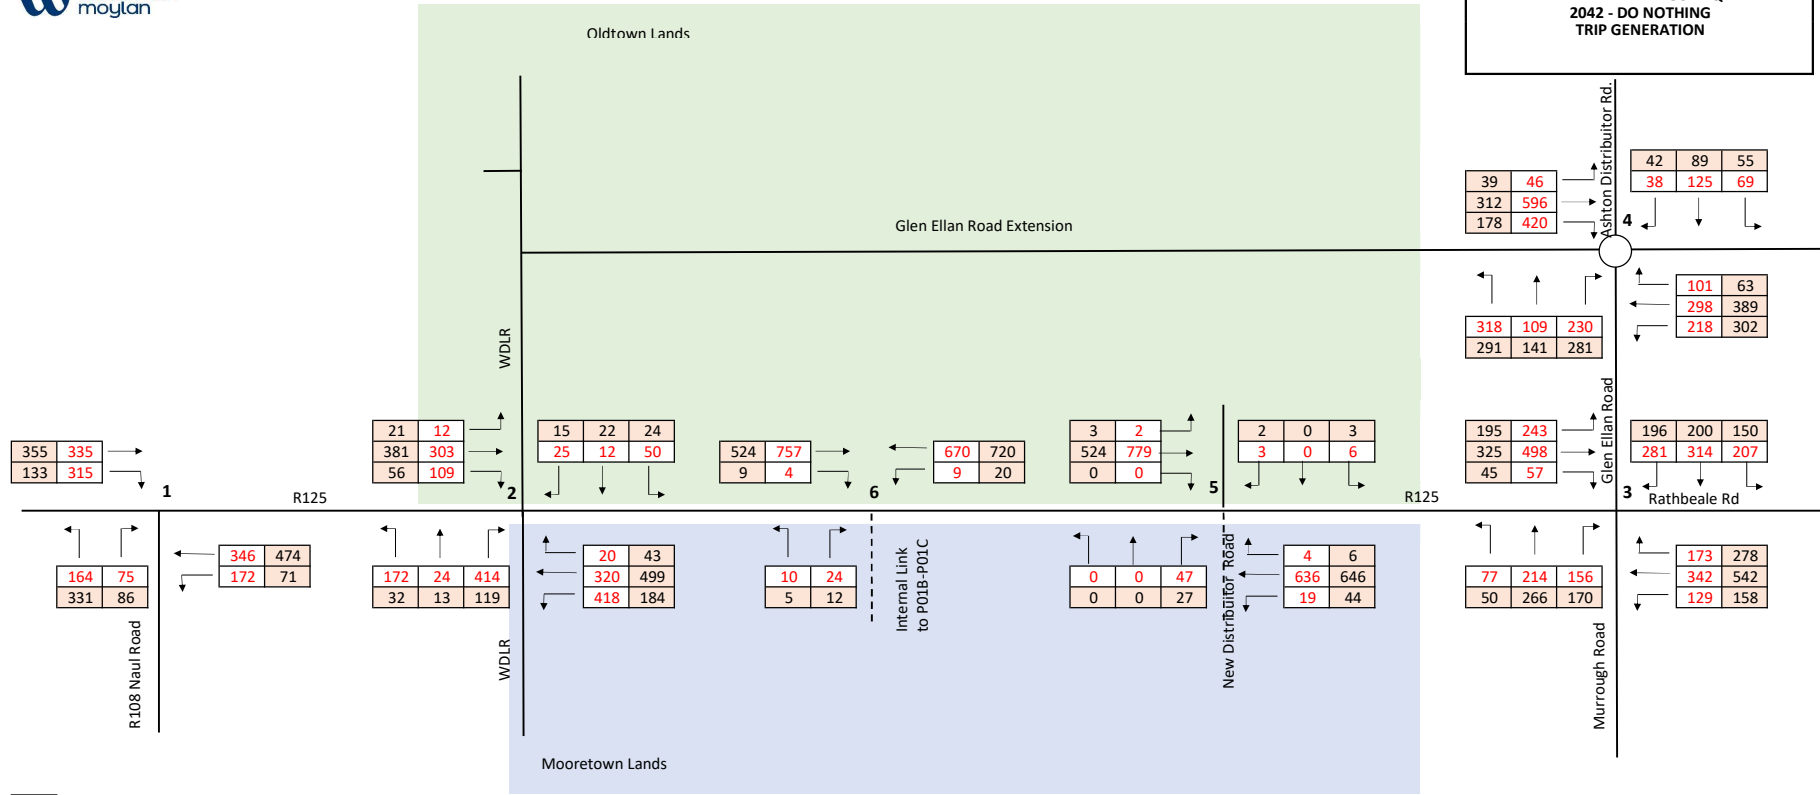 moylan
2042 - DO NOTHING
TRIP GENERATION
Oldtown Lands
Ashton Distribuitor Rd.
42 89 55
38 125 69
39 46
312 596
178 420
4
Glen Ellan Road Extension
101 63
298 389
218 302
318 109 230
291 141 281
WDLR
Glen Ellan Road
355 335
133 315
21 12
381 303
56 109
15 22 24
25 12 50
524 757
9 4
670 720
9 20
3 2
524 779
0 0
2 0 3
3 0 6
195 243
325 498
45 57
196 200 150
281 314 207
1
R125
2
6
5
R125
3
Rathbeale Rd
164 75
331 86
346 474
172 71
172 24 414
32 13 119
20 43
320 499
418 184
10 24
5 12
Internal Link
to P01B-P01C
0 0 47
0 0 27
New Distribuitor Road
4 6
636 646
19 44
77 214 156
50 266 170
173 278
342 542
129 158
R108 Naul Road
WDLR
Murrough Road
Mooretown Lands